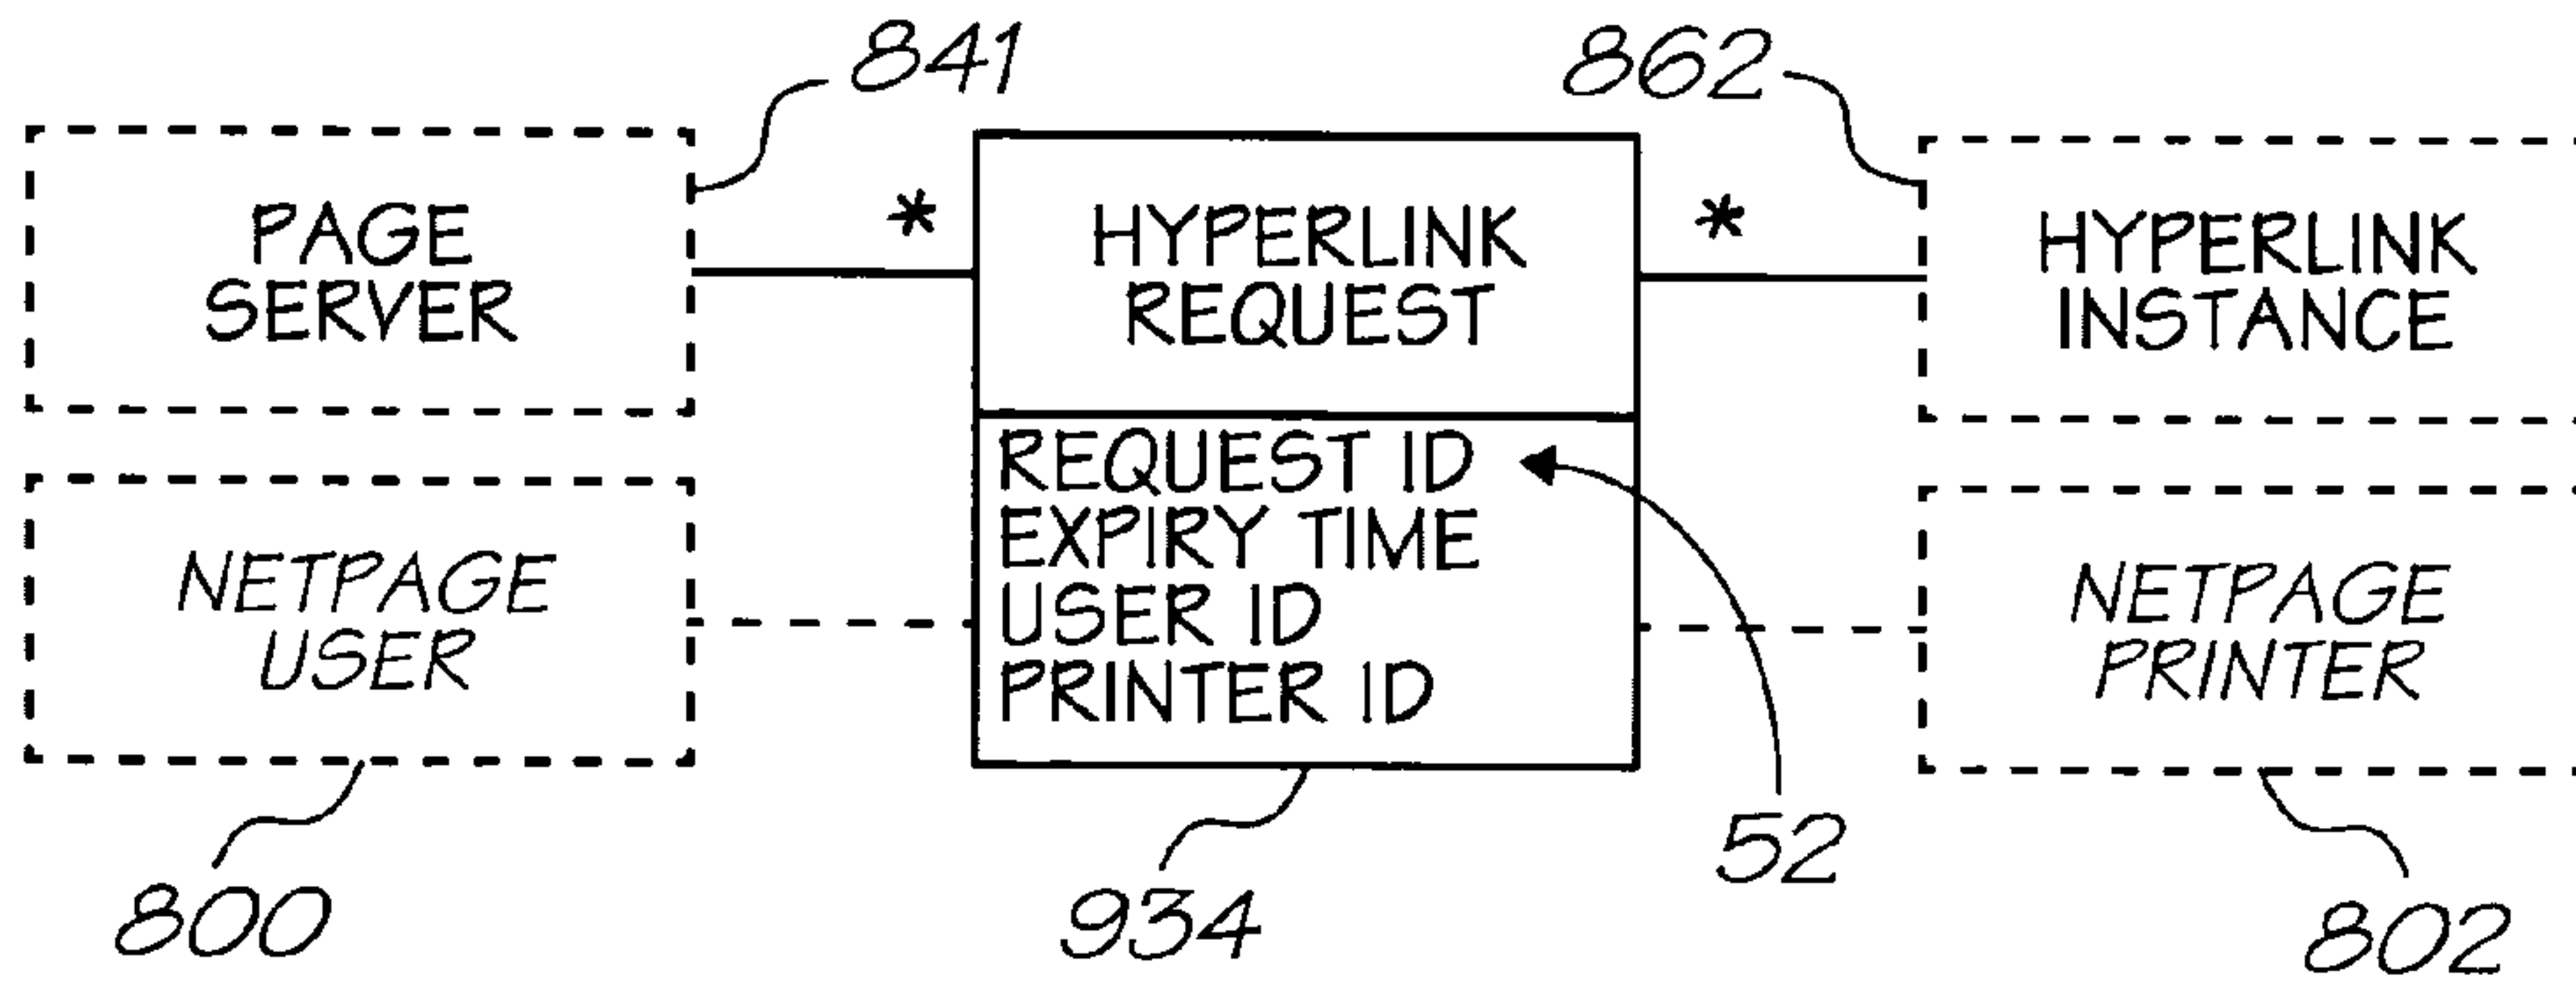 841
862
PAGE
SERVER
*
HYPERLINK
REQUEST
*
HYPERLINK
INSTANCE
NETPAGE
USER
REQUEST ID
EXPIRY TIME
USER ID
PRINTER ID
NETPAGE
PRINTER
800
934
52
802